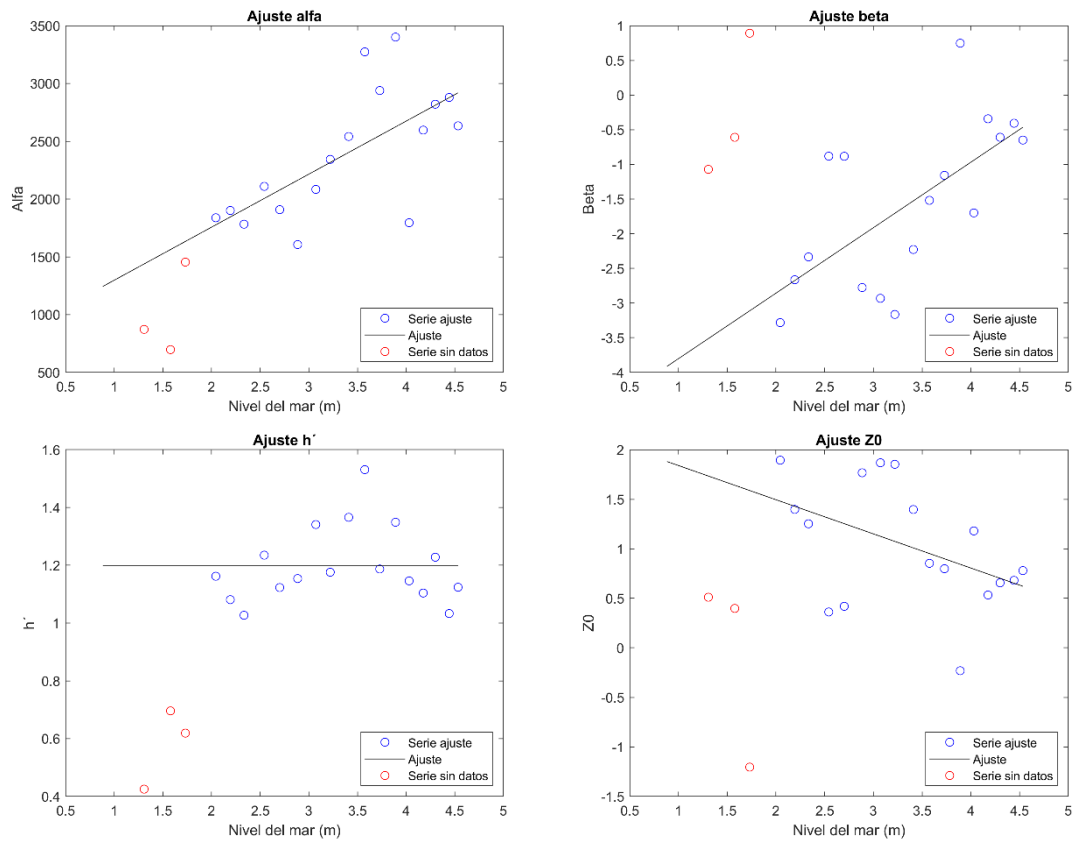 Ajuste alfa
3500
3000
2500
2000
1500
1000
500
Alfa
0.5 1 1.5 2 2.5 3 3.5 4 4.5 5
Nivel del mar (m)
Serie ajuste
Ajuste
Serie sin datos
Ajuste beta
1
0.5
0
-0.5
-1
-1.5
-2
-2.5
-3
-3.5
-4
Beta
0.5 1 1.5 2 2.5 3 3.5 4 4.5 5
Nivel del mar (m)
Serie ajuste
Ajuste
Serie sin datos
Ajuste h´
1.6
1.4
1.2
1
0.8
0.6
0.4
h´
0.5 1 1.5 2 2.5 3 3.5 4 4.5 5
Nivel del mar (m)
Serie ajuste
Ajuste
Serie sin datos
Ajuste Z0
2
1.5
1
0.5
0
-0.5
-1
-1.5
Z0
0.5 1 1.5 2 2.5 3 3.5 4 4.5 5
Nivel del mar (m)
Serie ajuste
Ajuste
Serie sin datos